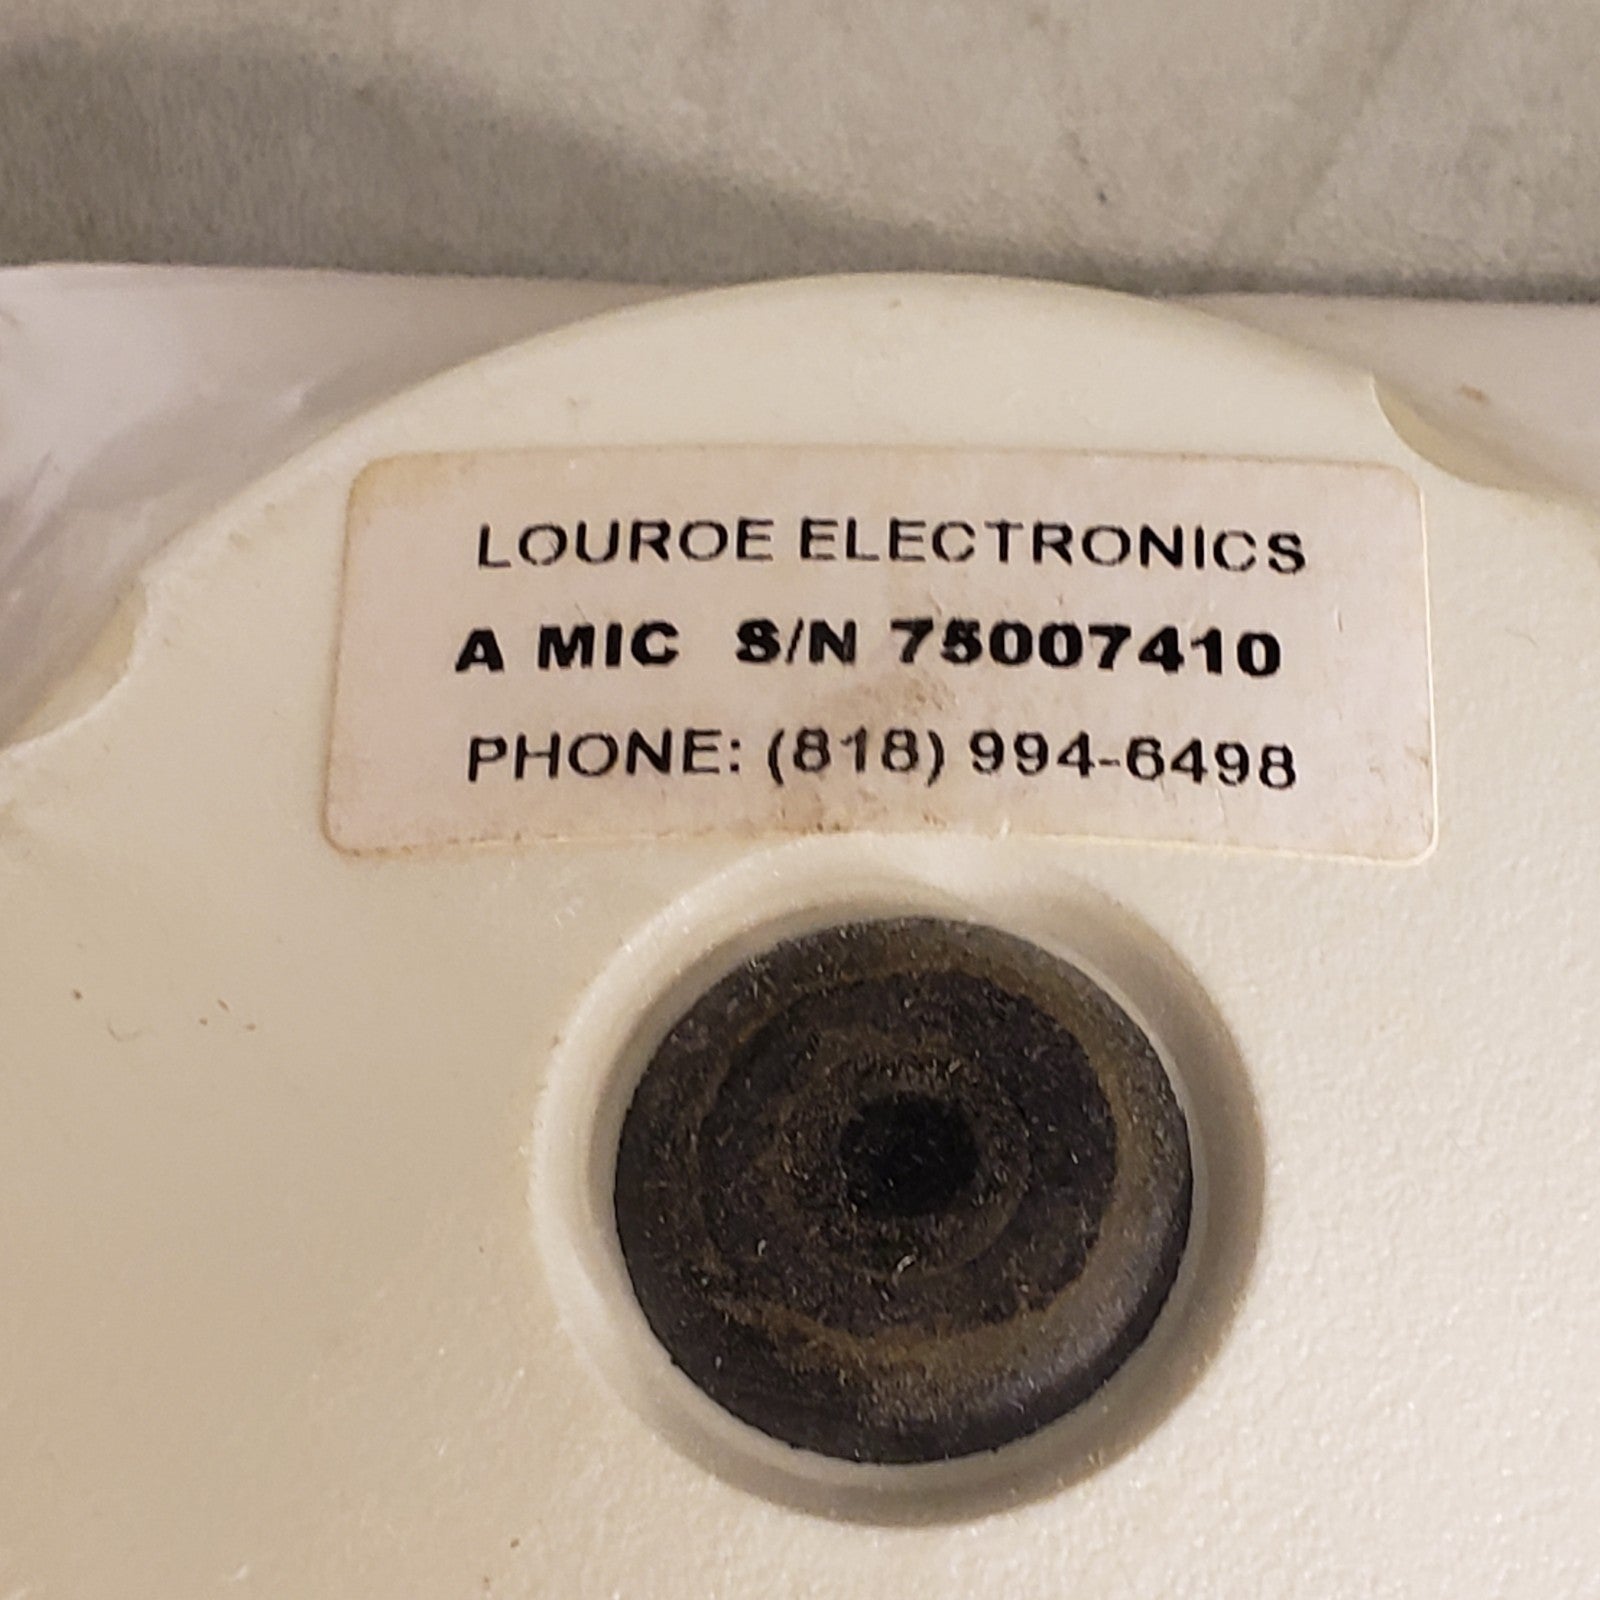 LOUROE ELECTRONICS
A MIC S/N 75007410
PHONE: (818) 994-6498